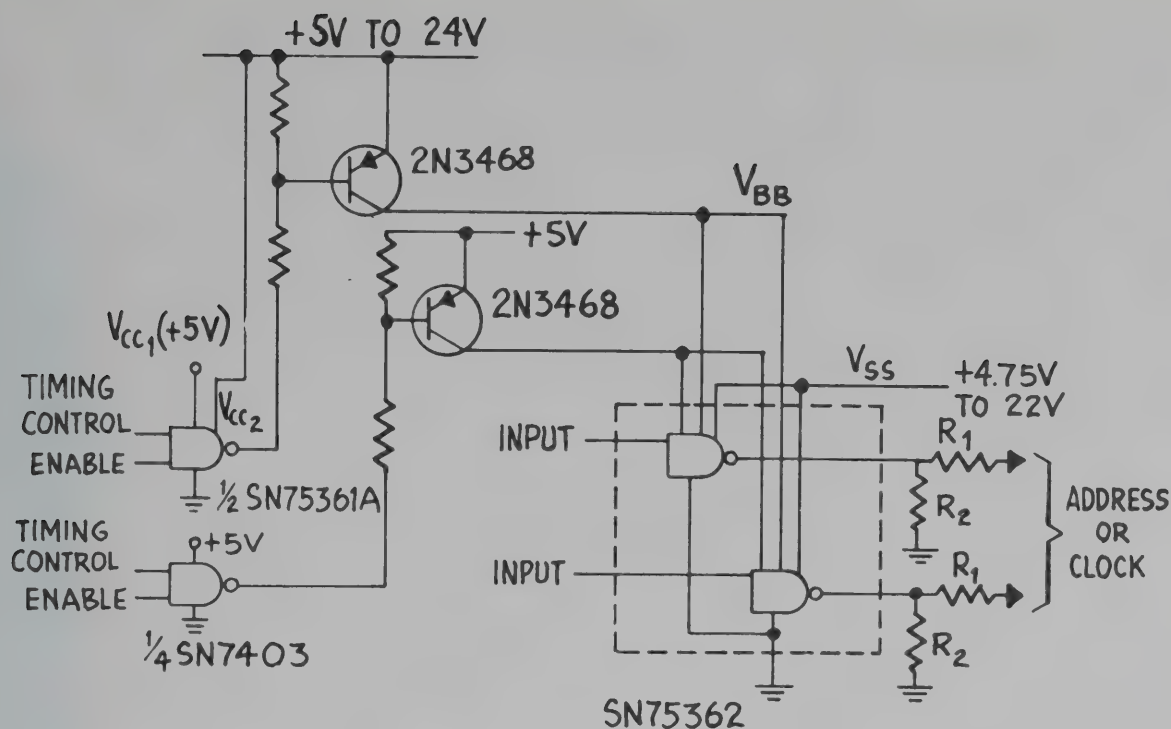 +5V TO 24V
2N3468
V_BB
+5V
2N3468
V_CC1 (+5V)
V_SS
+4.75V
TO 22V
TIMING
CONTROL
V_CC2
ENABLE
INPUT
R1
½ SN75361A
R2
ADDRESS
OR
CLOCK
TIMING
CONTROL
+5V
ENABLE
INPUT
R1
¼ SN7403
R2
SN75362